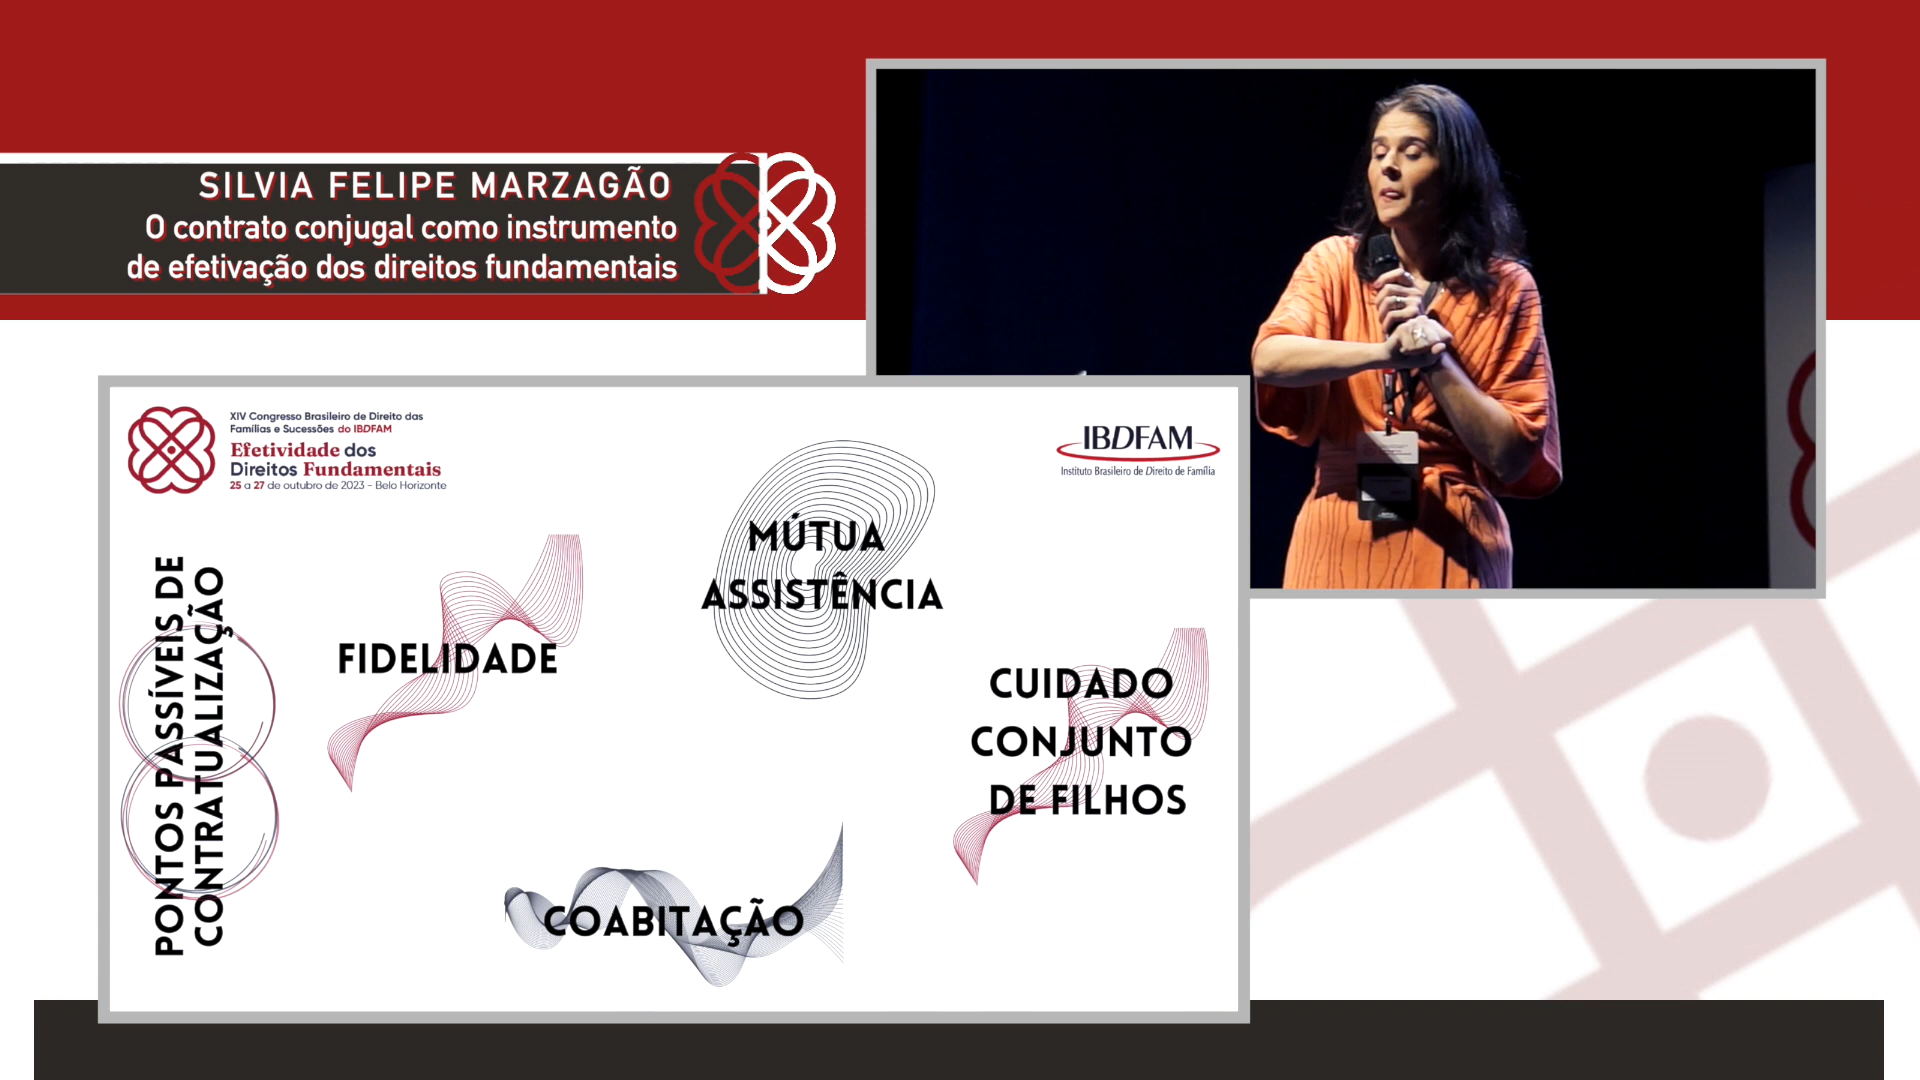 SILVIA FELIPE MARZAGÃO
O contrato conjugal como instrumento
de efetivação dos direitos fundamentais
XIV Congresso Brasileiro de Direito das
Famílias e Sucessões do IBDFAM
Efetividade dos
Direitos Fundamentais
25 a 27 de outubro de 2023 - Belo Horizonte
IBDFAM
Instituto Brasileiro de Direito de Família
PONTOS PASSÍVEIS DE
CONTRATUALIZAÇÃO
FIDELIDADE
MÚTUA
ASSISTÊNCIA
CUIDADO
CONJUNTO
DE FILHOS
COABITAÇÃO